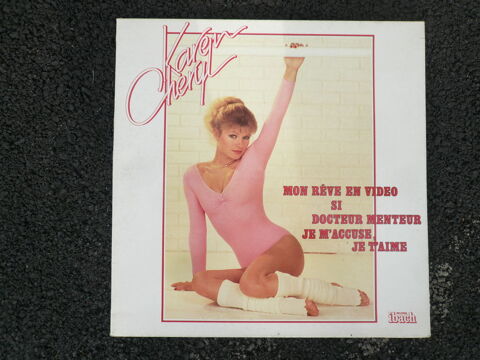 Karen
Cheryl
MON RÊVE EN VIDEO
SI
DOCTEUR MENTEUR
JE M'ACCUSE,
JE T'AIME
ibach